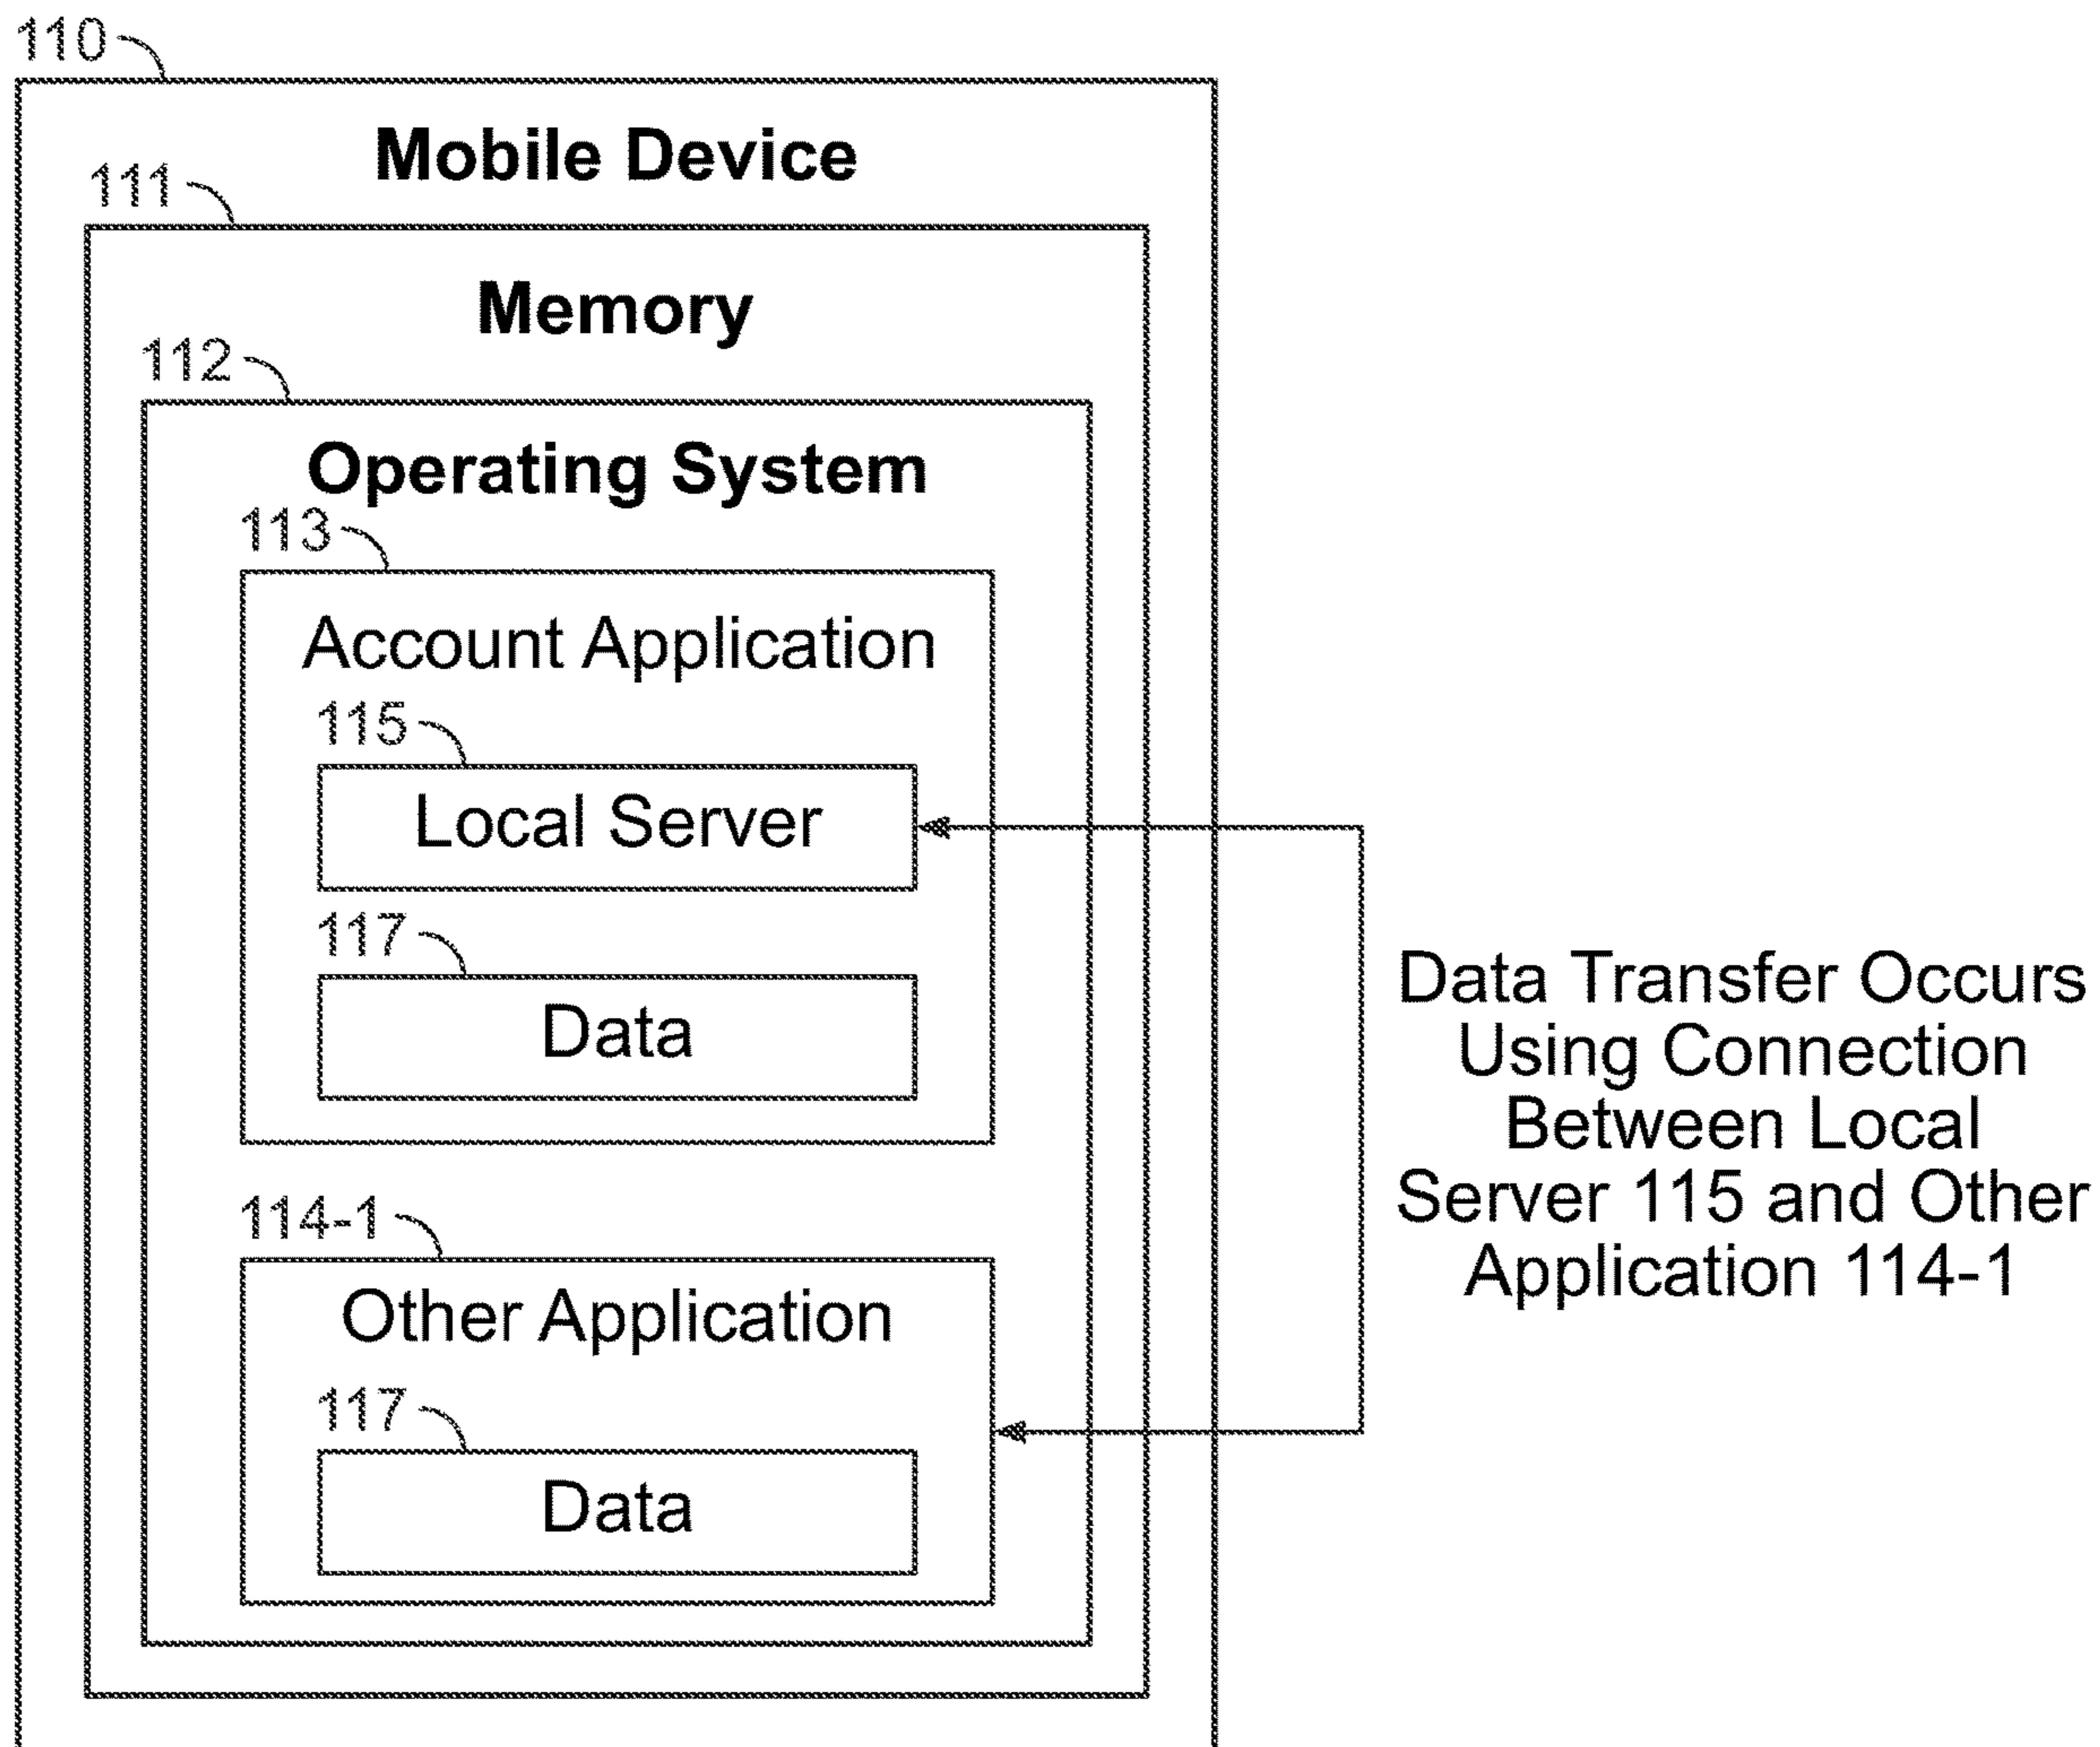 110
Mobile Device
111
Memory
112
Operating System
113
Account Application
115
Local Server
117
Data
114-1
Other Application
117
Data
Data Transfer Occurs
Using Connection
Between Local
Server 115 and Other
Application 114-1